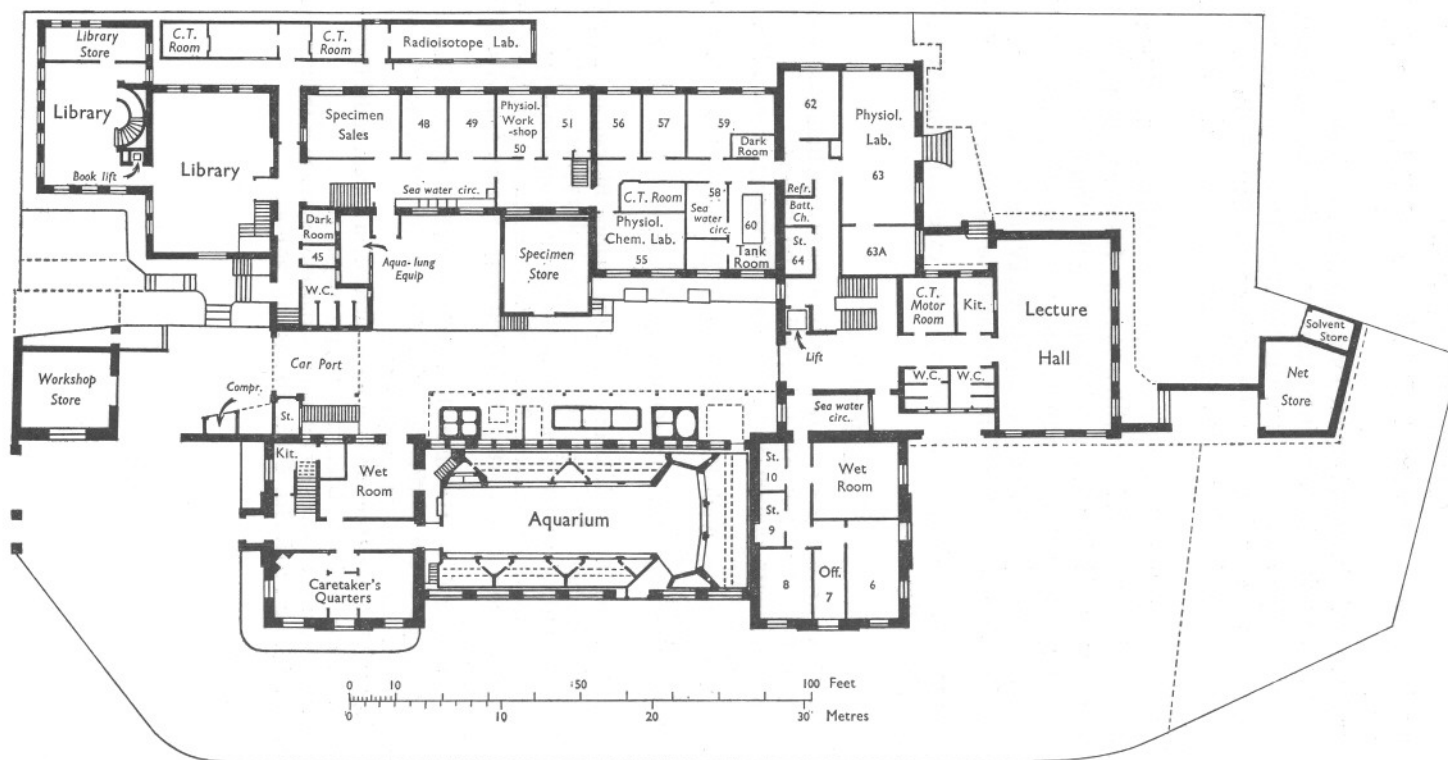 Library
Store
C.T.
Room
C.T.
Room
Radioisotope Lab.
Library
Book lift
Library
Specimen
Sales
48
49
Physiol.
Work
-shop
50
51
56
57
59
Dark
Room
62
Physiol.
Lab.
63
63A
Sea water circ.
C.T. Room
Physiol.
Chem. Lab.
55
58
Sea
water
circ.
60
Tank
Room
Refr.
Batt.
Ch.
St.
64
Dark
Room
45
W.C.
Aqua-lung
Equip
Specimen
Store
C.T.
Motor
Room
Kit.
Lecture
Hall
Solvent
Store
Net
Store
Lift
W.C.
W.C.
Sea water
circ.
Workshop
Store
Car Port
Compr.
St.
Kit.
Wet
Room
Aquarium
Caretaker's
Quarters
St.
10
St.
9
Wet
Room
8
Off.
7
6
0 10 50 100 Feet
0 10 20 30 Metres